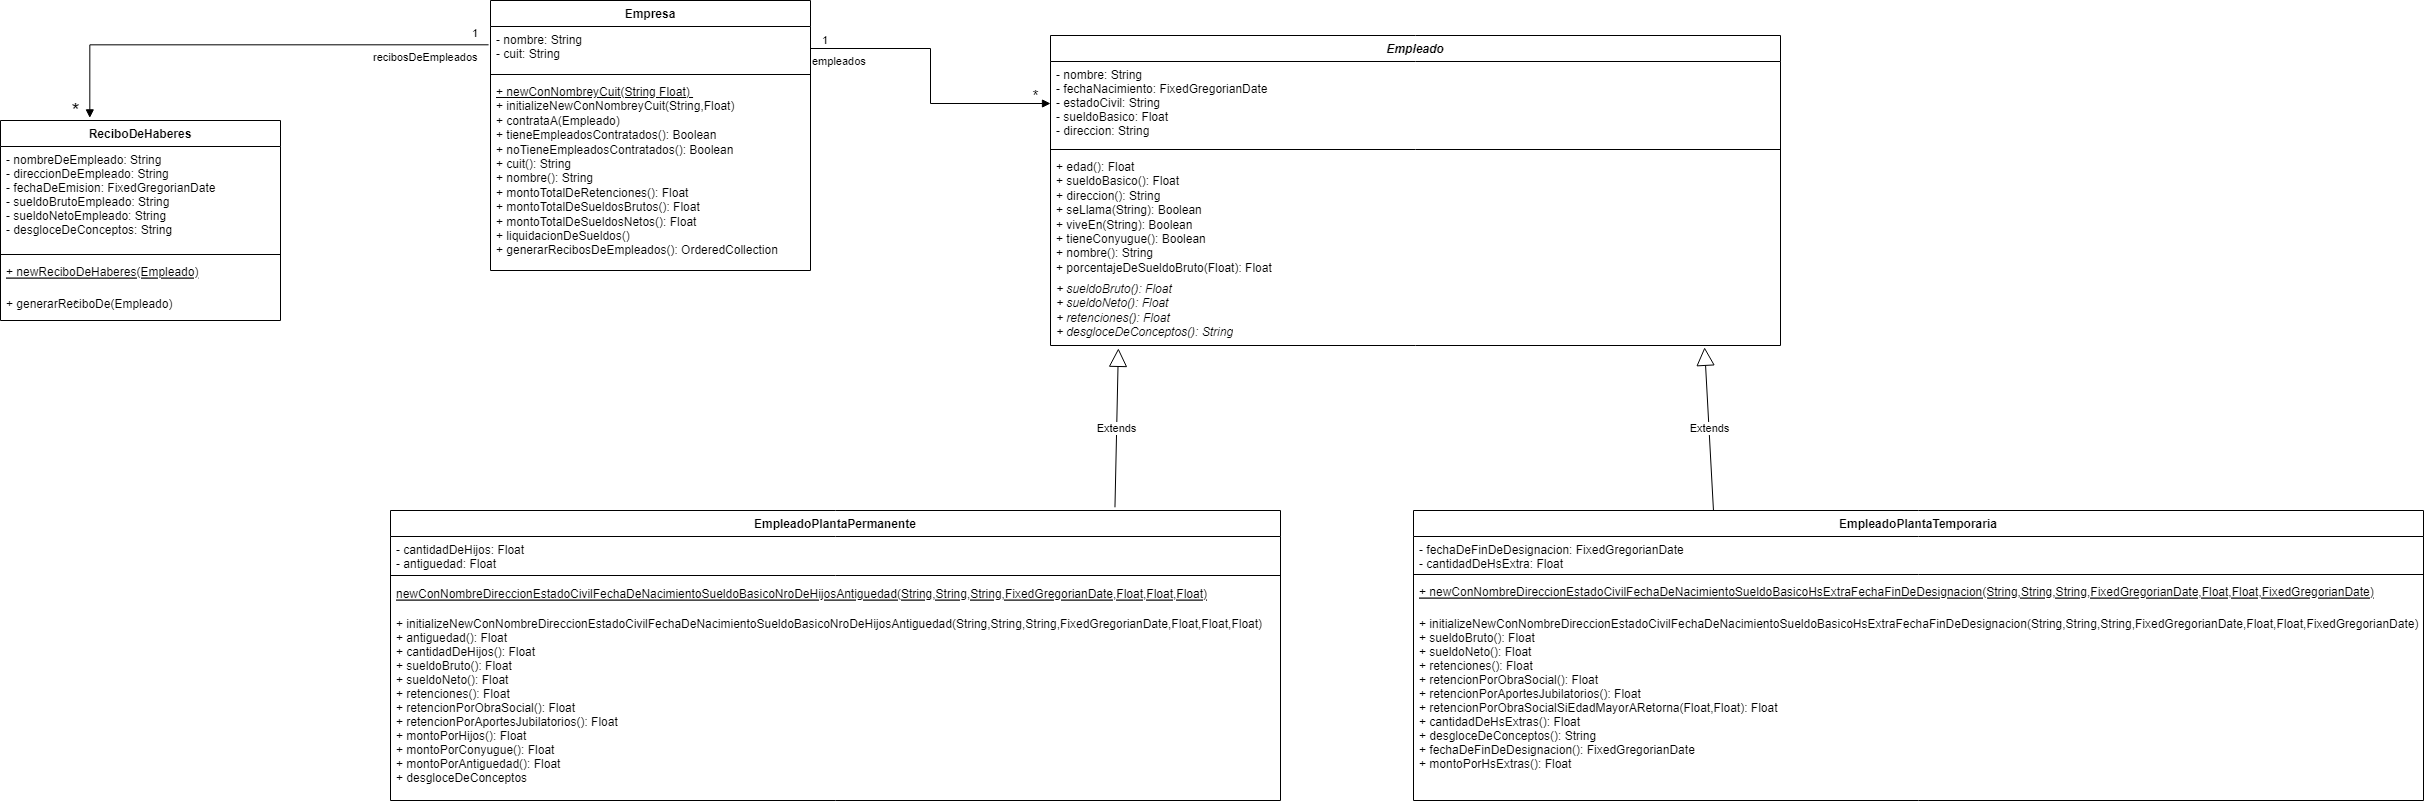 Empresa
- nombre: String
- cuit: String
+ newConNombreyCuit(String Float)
+ initializeNewConNombreyCuit(String,Float)
+ contrataA(Empleado)
+ tieneEmpleadosContratados(): Boolean
+ noTieneEmpleadosContratados(): Boolean
+ cuit(): String
+ nombre(): String
+ montoTotalDeRetenciones(): Float
+ montoTotalDeSueldosBrutos(): Float
+ montoTotalDeSueldosNetos(): Float
+ liquidacionDeSueldos()
+ generarRecibosDeEmpleados(): OrderedCollection
1
recibosDeEmpleados
*
1
empleados
*
ReciboDeHaberes
- nombreDeEmpleado: String
- direccionDeEmpleado: String
- fechaDeEmision: FixedGregorianDate
- sueldoBrutoEmpleado: String
- sueldoNetoEmpleado: String
- desgloceDeConceptos: String
+ newReciboDeHaberes(Empleado)
+ generarReciboDe(Empleado)
Empleado
- nombre: String
- fechaNacimiento: FixedGregorianDate
- estadoCivil: String
- sueldoBasico: Float
- direccion: String
+ edad(): Float
+ sueldoBasico(): Float
+ direccion(): String
+ seLlama(String): Boolean
+ viveEn(String): Boolean
+ tieneConyugue(): Boolean
+ nombre(): String
+ porcentajeDeSueldoBruto(Float): Float
+ sueldoBruto(): Float
+ sueldoNeto(): Float
+ retenciones(): Float
+ desgloceDeConceptos(): String
Extends
Extends
EmpleadoPlantaPermanente
- cantidadDeHijos: Float
- antiguedad: Float
newConNombreDireccionEstadoCivilFechaDeNacimientoSueldoBasicoNroDeHijosAntiguedad(String,String,String,FixedGregorianDate,Float,Float,Float)
+ initializeNewConNombreDireccionEstadoCivilFechaDeNacimientoSueldoBasicoNroDeHijosAntiguedad(String,String,String,FixedGregorianDate,Float,Float,Float)
+ antiguedad(): Float
+ cantidadDeHijos(): Float
+ sueldoBruto(): Float
+ sueldoNeto(): Float
+ retenciones(): Float
+ retencionPorObraSocial(): Float
+ retencionPorAportesJubilatorios(): Float
+ montoPorHijos(): Float
+ montoPorConyugue(): Float
+ montoPorAntiguedad(): Float
+ desgloceDeConceptos
EmpleadoPlantaTemporaria
- fechaDeFinDeDesignacion: FixedGregorianDate
- cantidadDeHsExtra: Float
+ newConNombreDireccionEstadoCivilFechaDeNacimientoSueldoBasicoHsExtraFechaFinDeDesignacion(String,String,String,FixedGregorianDate,Float,Float,FixedGregorianDate)
+ initializeNewConNombreDireccionEstadoCivilFechaDeNacimientoSueldoBasicoHsExtraFechaFinDeDesignacion(String,String,String,FixedGregorianDate,Float,Float,FixedGregorianDate)
+ sueldoBruto(): Float
+ sueldoNeto(): Float
+ retenciones(): Float
+ retencionPorObraSocial(): Float
+ retencionPorAportesJubilatorios(): Float
+ retencionPorObraSocialSiEdadMayorARetorna(Float,Float): Float
+ cantidadDeHsExtras(): Float
+ desgloceDeConceptos(): String
+ fechaDeFinDeDesignacion(): FixedGregorianDate
+ montoPorHsExtras(): Float